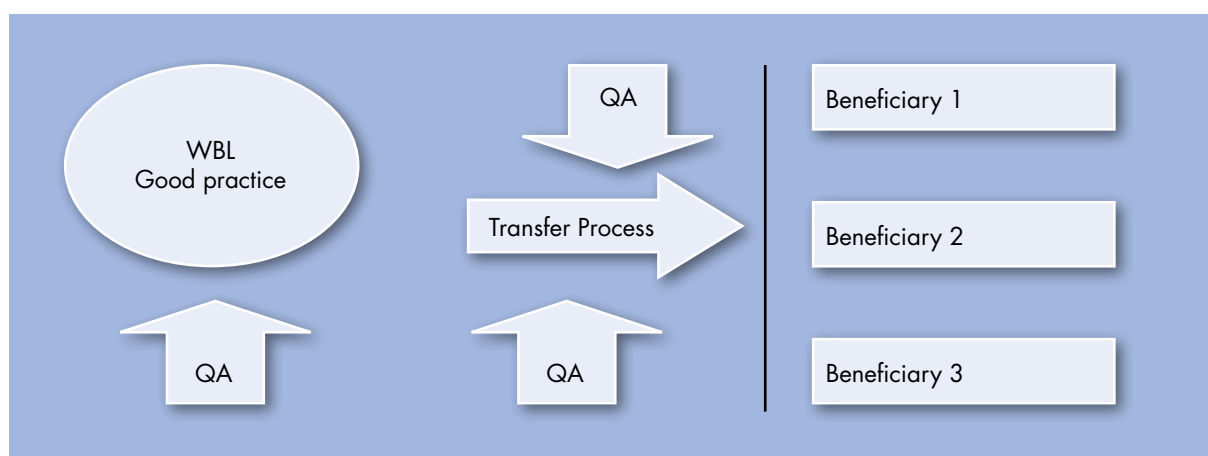 WBL
Good practice
QA
QA
Transfer Process
QA
Beneficiary 1
Beneficiary 2
Beneficiary 3